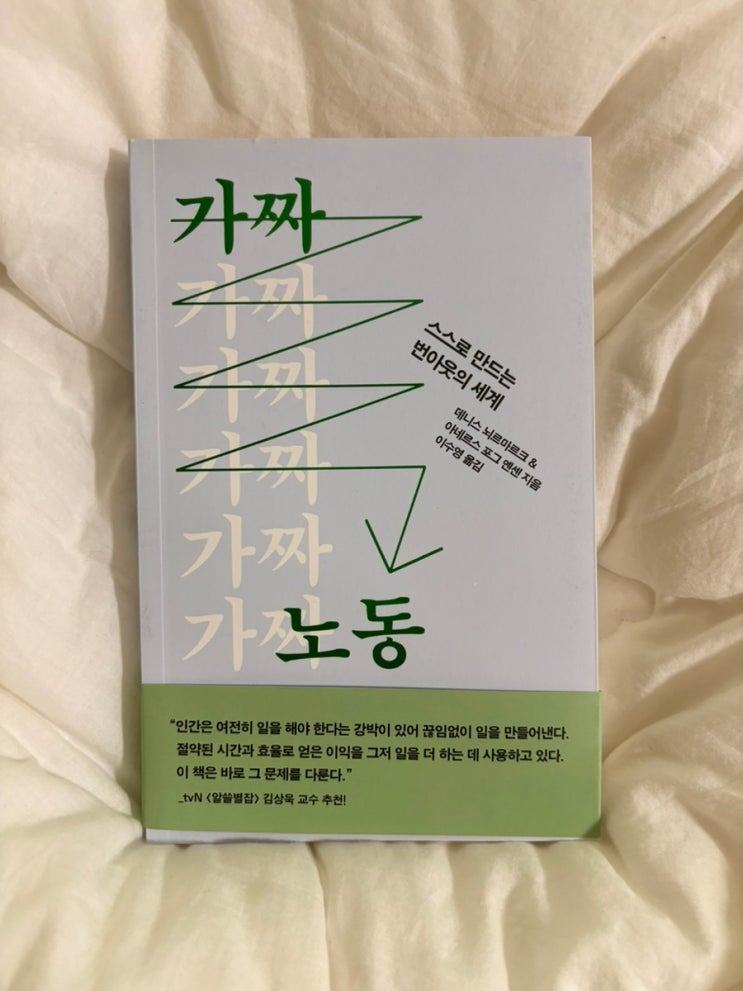 가짜
가짜
가짜
가짜
가짜
가짜
노동
스스로 만드는
번아웃의 세계
데니스 뇌르마르크 &
아네르스 포그 옌센 지음
이수영 옮김
“인간은 여전히 일을 해야 한다는 강박이 있어 끊임없이 일을 만들어낸다.
절약된 시간과 효율로 얻은 이익을 그저 일을 더 하는 데 사용하고 있다.
이 책은 바로 그 문제를 다룬다.”
_tvN 〈알쓸별잡〉 김상욱 교수 추천!